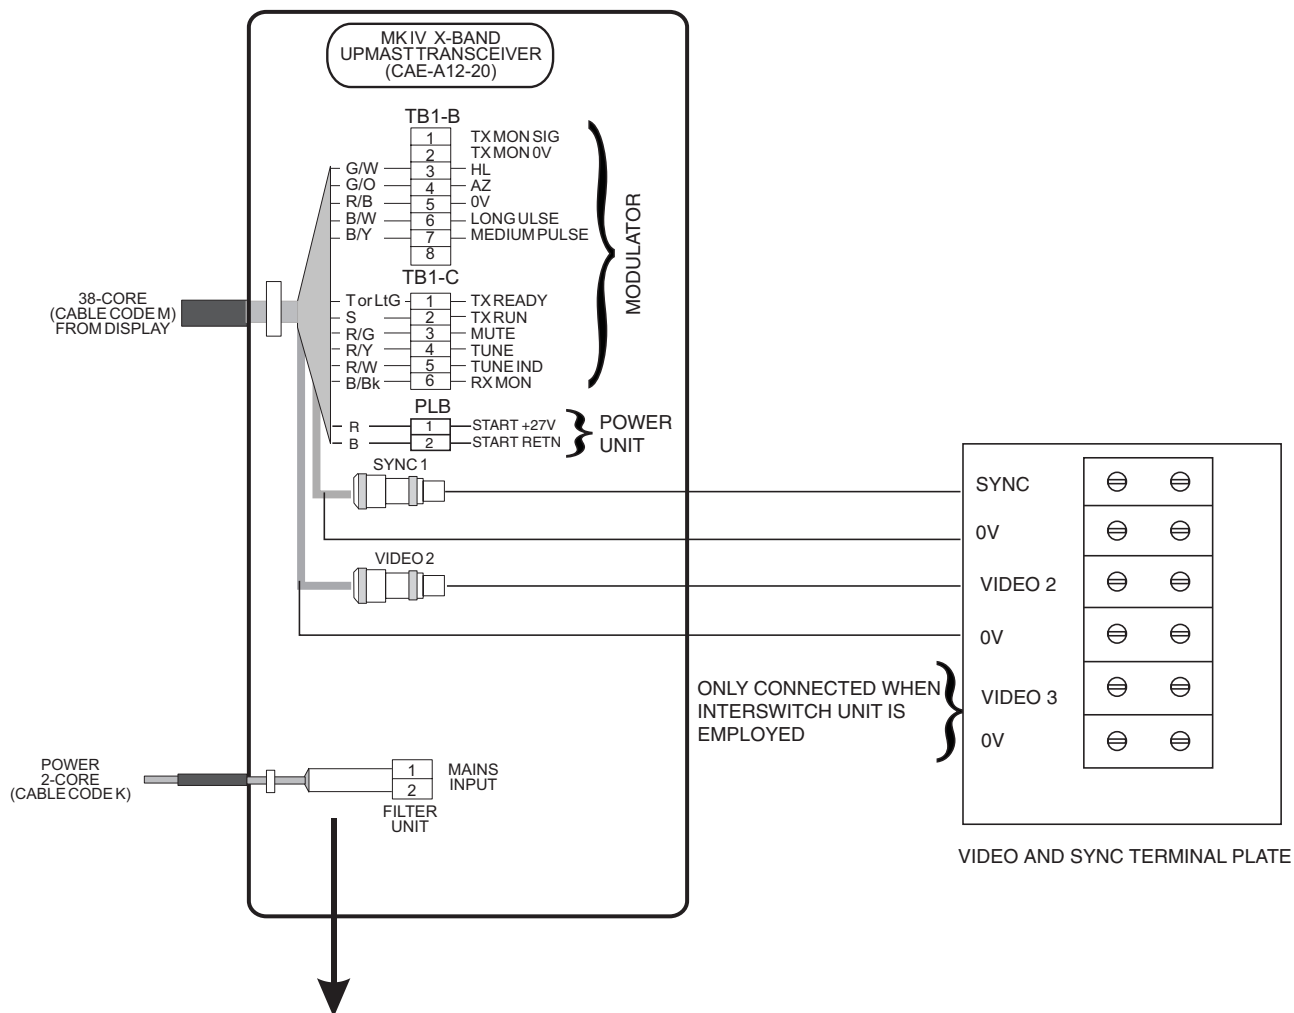 MKIV X-BAND
UPMAST TRANSCEIVER
(CAE-A12-20)
TB1-B
1 TX MON SIG
2 TX MON 0V
G/W 3 HL
G/O 4 AZ
R/B 5 0V
B/W 6 LONG ULSE
B/Y 7 MEDIUM PULSE
8
MODULATOR
TB1-C
T or LtG 1 TX READY
S 2 TX RUN
R/G 3 MUTE
R/Y 4 TUNE
R/W 5 TUNE IND
B/Bk 6 RX MON
38-CORE
(CABLE CODE M)
FROM DISPLAY
PLB
R 1 START +27V
B 2 START RETN
POWER
UNIT
SYNC 1
VIDEO 2
SYNC
0V
VIDEO 2
0V
VIDEO 3
0V
ONLY CONNECTED WHEN
INTERSWITCH UNIT IS
EMPLOYED
VIDEO AND SYNC TERMINAL PLATE
POWER
2-CORE
(CABLE CODE K)
1
2
MAINS
INPUT
FILTER
UNIT